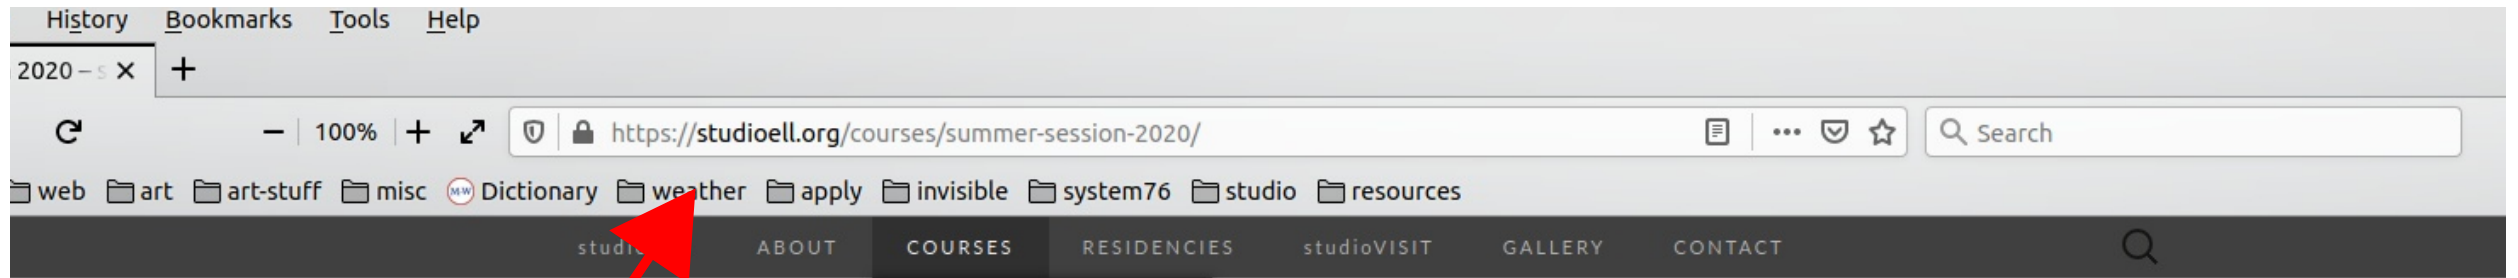 History Bookmarks Tools Help
2020 – s
100% https://studioell.org/courses/summer-session-2020/ Search
web art art-stuff misc MW Dictionary weather apply invisible system76 studio resources
ABOUT COURSES RESIDENCIES studioVISIT GALLERY CONTACT